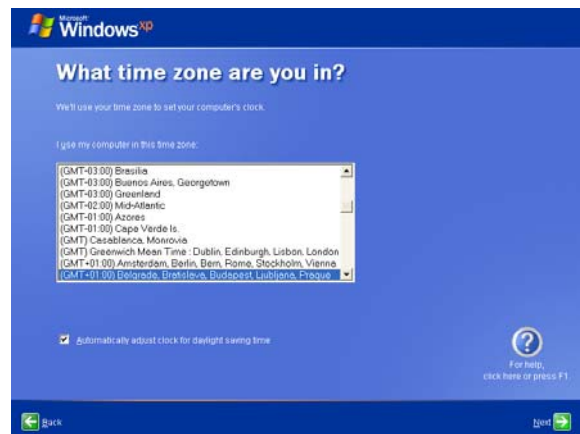 Microsoft
Windows xp
What time zone are you in?
We'll use your time zone to set your computer's clock.
I use my computer in this time zone:
(GMT-03:00) Brasilia
(GMT-03:00) Buenos Aires, Georgetown
(GMT-03:00) Greenland
(GMT-02:00) Mid-Atlantic
(GMT-01:00) Azores
(GMT-01:00) Cape Verde Is.
(GMT) Casablanca, Monrovia
(GMT) Greenwich Mean Time : Dublin, Edinburgh, Lisbon, London
(GMT+01:00) Amsterdam, Berlin, Bern, Rome, Stockholm, Vienna
(GMT+01:00) Belgrade, Bratislava, Budapest, Ljubljana, Prague
Automatically adjust clock for daylight saving time
?
For help,
click here or press F1.
Back
Next